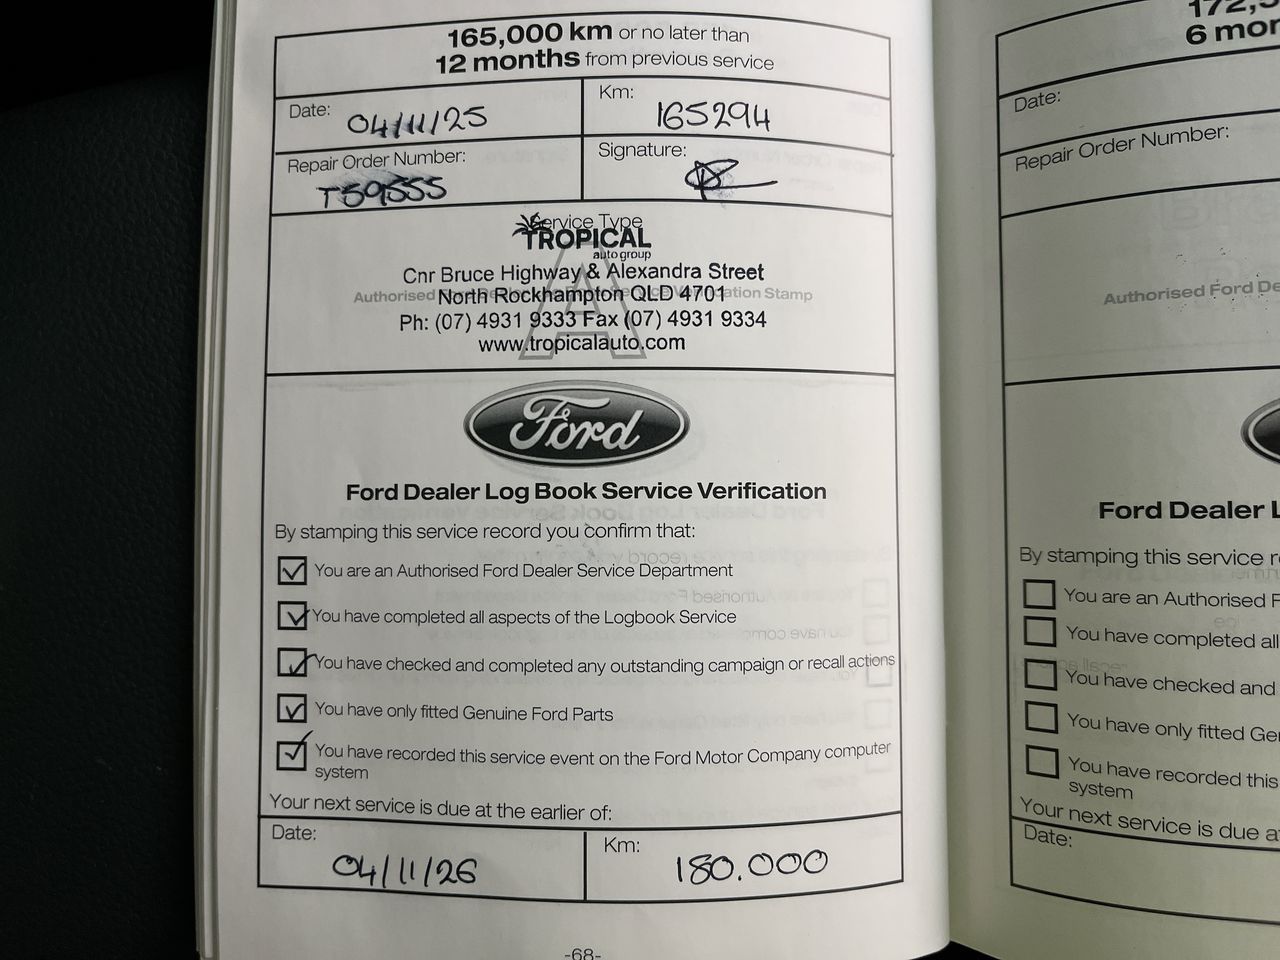 165,000 km or no later than
12 months from previous service
Date: 04/11/25
Km: 165294
Repair Order Number: T59555
Signature:
Service Type
TROPICAL
auto group
Cnr Bruce Highway & Alexandra Street
North Rockhampton QLD 4701
Ph: (07) 4931 9333 Fax (07) 4931 9334
www.tropicalauto.com
Ford
Ford Dealer Log Book Service Verification
By stamping this service record you confirm that:
You are an Authorised Ford Dealer Service Department
You have completed all aspects of the Logbook Service
You have checked and completed any outstanding campaign or recall actions
You have only fitted Genuine Ford Parts
You have recorded this service event on the Ford Motor Company computer
system
Your next service is due at the earlier of:
Date: 04/11/26
Km: 180.000
-68-
6
Date:
Repair Order Number:
Authorised Ford
Ford Dealer
By stamping this service
You are an Authorised
You have completed all
You have checked and
You have only fitted
You have recorded this
system
Your next service is due
Date: